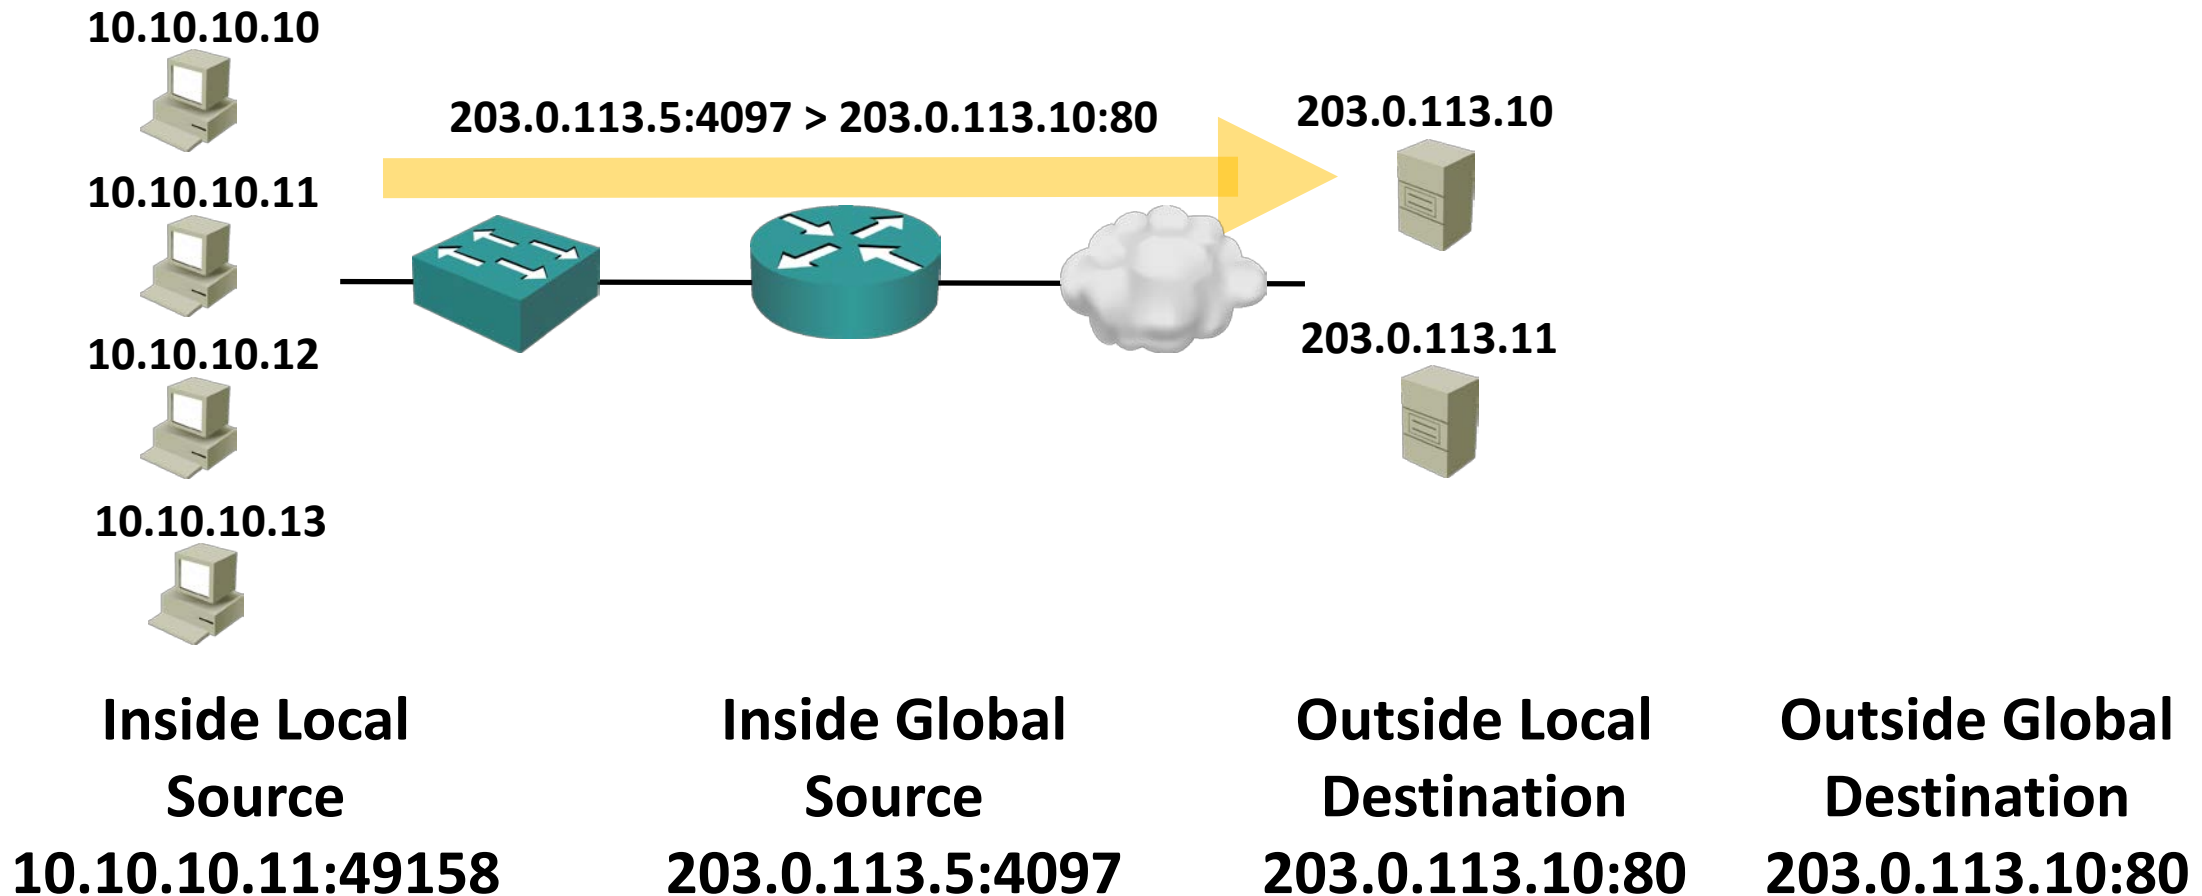 10.10.10.10
203.0.113.5:4097 > 203.0.113.10:80
203.0.113.10
10.10.10.11
10.10.10.12
203.0.113.11
10.10.10.13
Inside Local
Source
10.10.10.11:49158
Inside Global
Source
203.0.113.5:4097
Outside Local
Destination
203.0.113.10:80
Outside Global
Destination
203.0.113.10:80